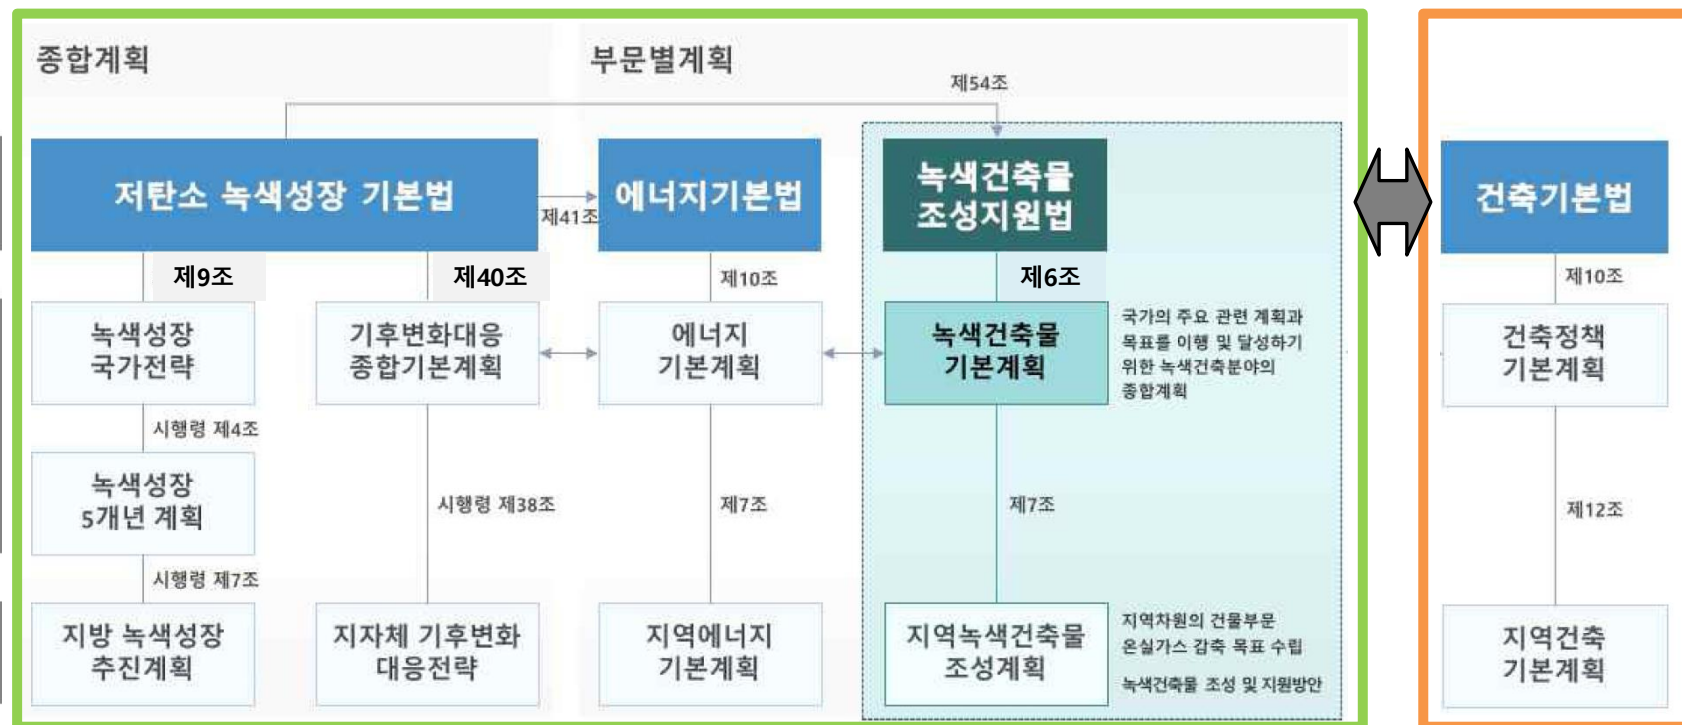 종합계획
부문별계획
제54조
저탄소 녹색성장 기본법
제41조
에너지기본법
녹색건축물
조성지원법
건축기본법
제9조
제40조
제10조
제6조
제10조
녹색성장
국가전략
기후변화대응
종합기본계획
에너지
기본계획
녹색건축물
기본계획
국가의 주요 관련 계획과
목표를 이행 및 달성하기
위한 녹색건축분야의
종합계획
건축정책
기본계획
시행령 제4조
녹색성장
5개년 계획
시행령 제38조
제7조
제7조
제12조
시행령 제7조
지방 녹색성장
추진계획
지자체 기후변화
대응전략
지역에너지
기본계획
지역녹색건축물
조성계획
지역차원의 건물부문
온실가스 감축 목표 수립
녹색건축물 조성 및 지원방안
지역건축
기본계획